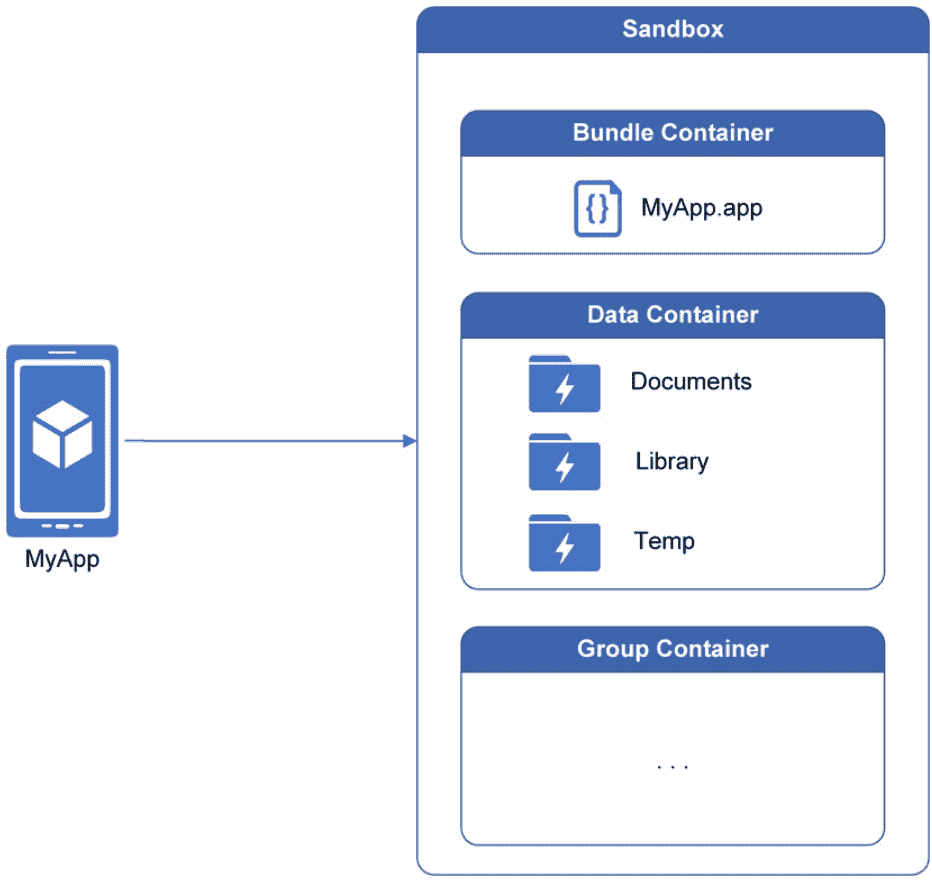 Sandbox
Bundle Container
{} MyApp.app
Data Container
Documents
Library
Temp
MyApp
Group Container
. . .